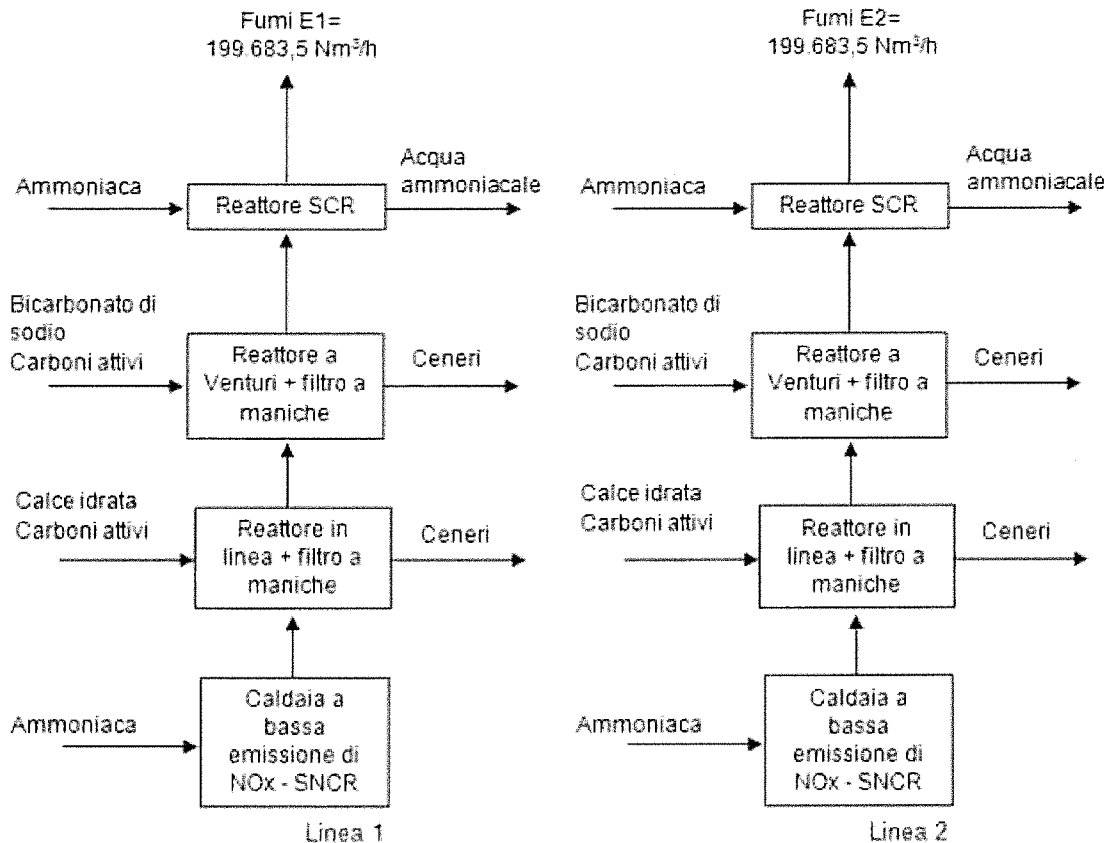 Fumi E1=
199.683,5 Nm³/h
Ammoniaca
Reattore SCR
Acqua
ammoniacale
Bicarbonato di
sodio
Carboni attivi
Reattore a
Venturi + filtro a
maniche
Ceneri
Calce idrata
Carboni attivi
Reattore in
linea + filtro a
maniche
Ceneri
Ammoniaca
Caldaia a
bassa
emissione di
NOx - SNCR
Linea 1
Fumi E2=
199.683,5 Nm³/h
Ammoniaca
Reattore SCR
Acqua
ammoniacale
Bicarbonato di
sodio
Carboni attivi
Reattore a
Venturi + filtro a
maniche
Ceneri
Calce idrata
Carboni attivi
Reattore in
linea + filtro a
maniche
Ceneri
Ammoniaca
Caldaia a
bassa
emissione di
NOx - SNCR
Linea 2